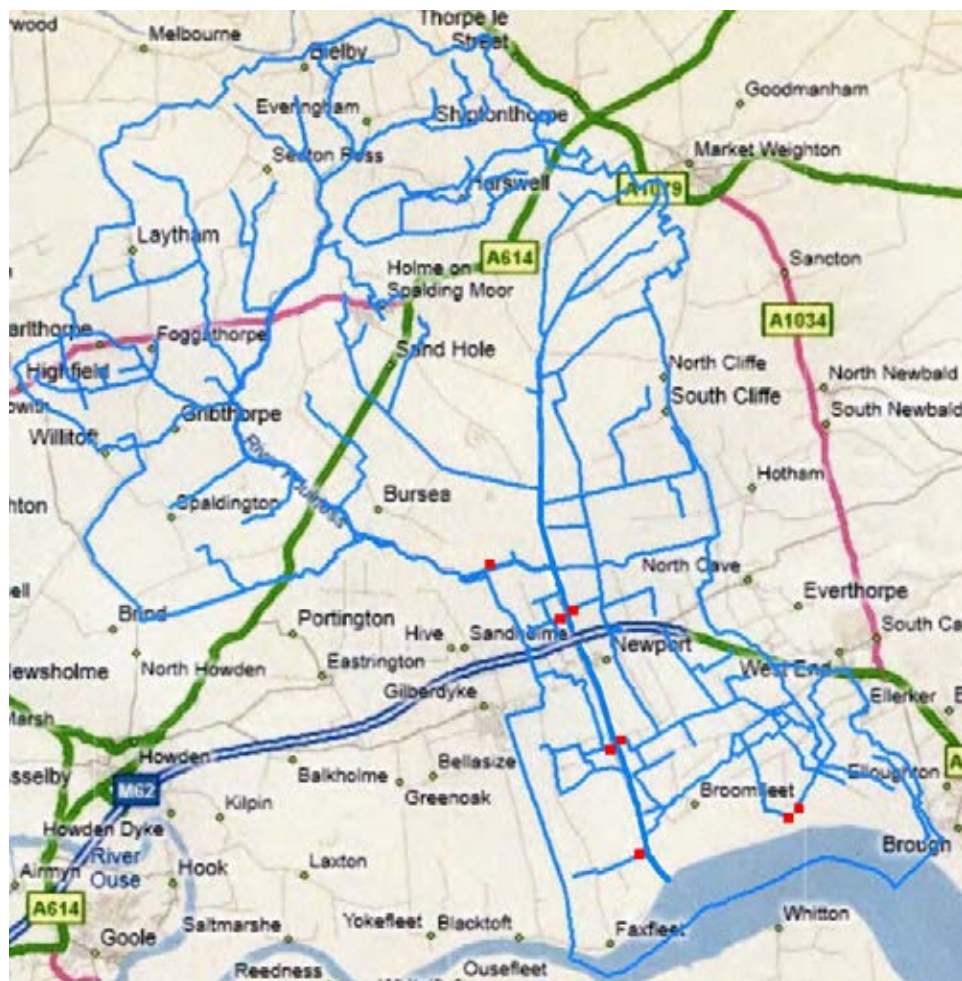 Thorpe le
Street
Melbourne
Bielby
Everingham
Goodmanham
Shiptonthorpe
Market Weighton
Seaton Ross
Harswell
A1079
Laytham
A614
Holme on
Spalding Moor
Sancton
A1034
Foggathorpe
Sand Hole
Highfield
North Cliffe
South Cliffe
North Newbald
South Newbald
Gribthorpe
Willitoft
River Foulness
Hotham
Spaldington
Bursea
North Cave
Everthorpe
Brind
Portington
Hive
Sandholme
Newport
South Ca
North Howden
Eastrington
West End
Gilberdyke
Ellerker
Marsh
Howden
Balkholme
Bellasize
Greenoak
Elloughton
M62
Kilpin
Broomfleet
Howden Dyke
Brough
River
Ouse
Hook
Laxton
Airmyn
A614
Goole
Saltmarshe
Yokefleet
Blacktoft
Faxfleet
Whitton
Reedness
Ousefleet